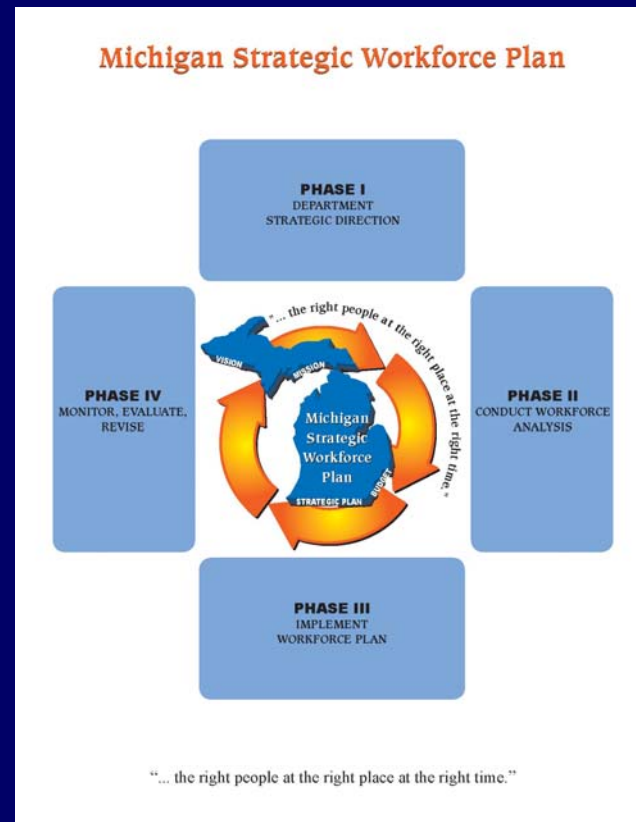 Michigan Strategic Workforce Plan
PHASE I
DEPARTMENT
STRATEGIC DIRECTION
"... the right people at the right place at the right time."
VISION
MISSION
PHASE IV
MONITOR, EVALUATE,
REVISE
Michigan
Strategic
Workforce
Plan
BUDGET
STRATEGIC PLAN
PHASE II
CONDUCT WORKFORCE
ANALYSIS
PHASE III
IMPLEMENT
WORKFORCE PLAN
“... the right people at the right place at the right time.”